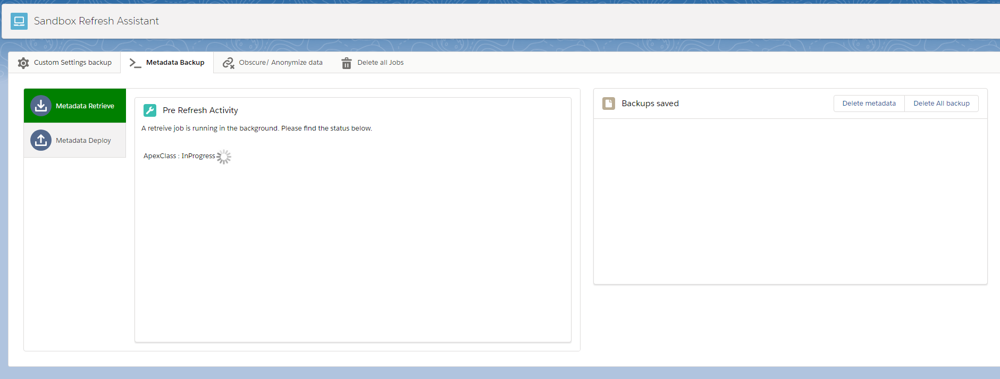 Sandbox Refresh Assistant
Custom Settings backup
Metadata Backup
Obscure/ Anonymize data
Delete all Jobs
Metadata Retrieve
Metadata Deploy
Pre Refresh Activity
A retreive job is running in the background. Please find the status below.
ApexClass : InProgress
Backups saved
Delete metadata
Delete All backup